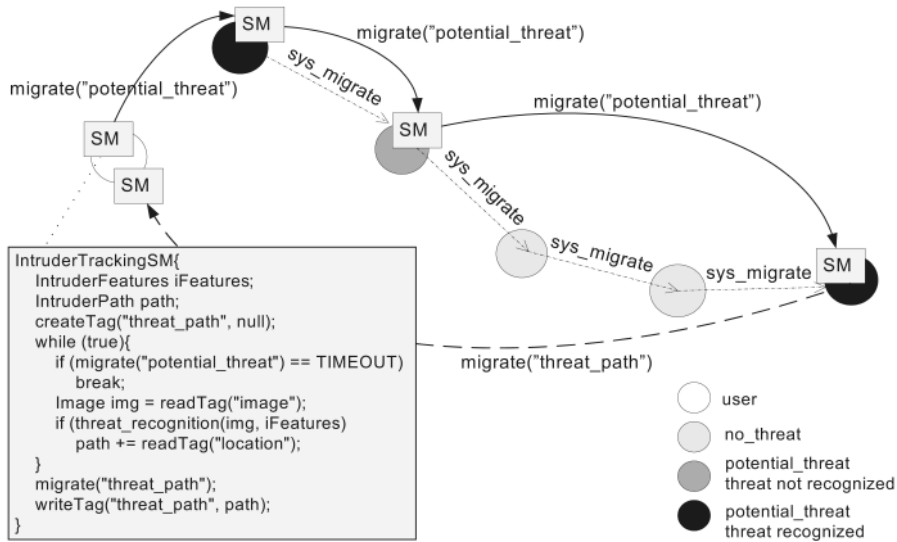 SM
migrate("potential_threat")
sys_migrate
migrate("potential_threat")
SM
migrate("potential_threat")
SM
SM
sys_migrate
sys_migrate
sys_migrate
SM
SM
migrate("threat_path")
IntruderTrackingSM{
IntruderFeatures iFeatures;
IntruderPath path;
createTag("threat_path", null);
while (true){
if (migrate("potential_threat") == TIMEOUT)
break;
Image img = readTag("image");
if (threat_recognition(img, iFeatures)
path += readTag("location");
}
migrate("threat_path");
writeTag("threat_path", path);
}
user
no_threat
potential_threat
threat not recognized
potential_threat
threat recognized